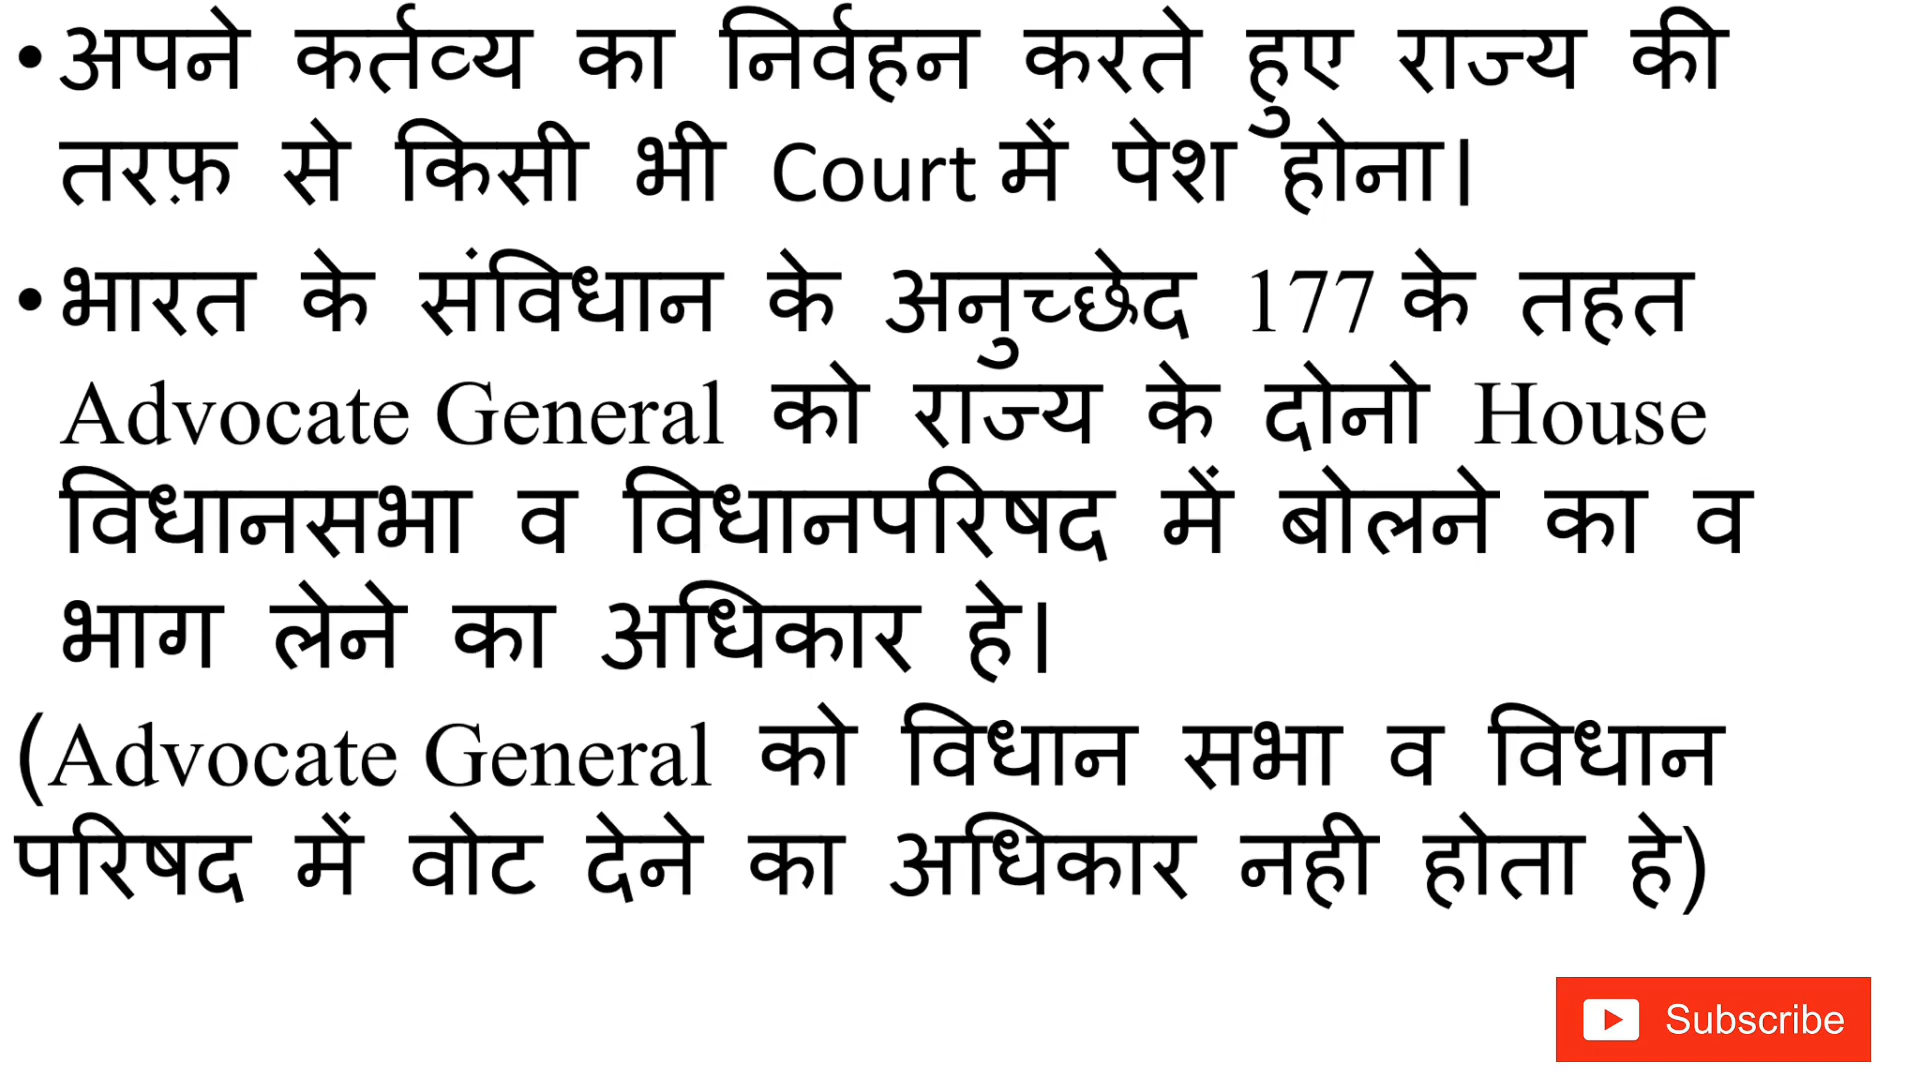 •अपने कर्तव्य का निर्वहन करते हुए राज्य की
तरफ़ से किसी भी Court में पेश होना।
•भारत के संविधान के अनुच्छेद 177 के तहत
Advocate General को राज्य के दोनो House
विधानसभा व विधानपरिषद में बोलने का व
भाग लेने का अधिकार हे।
(Advocate General को विधान सभा व विधान
परिषद में वोट देने का अधिकार नही होता हे)
Subscribe